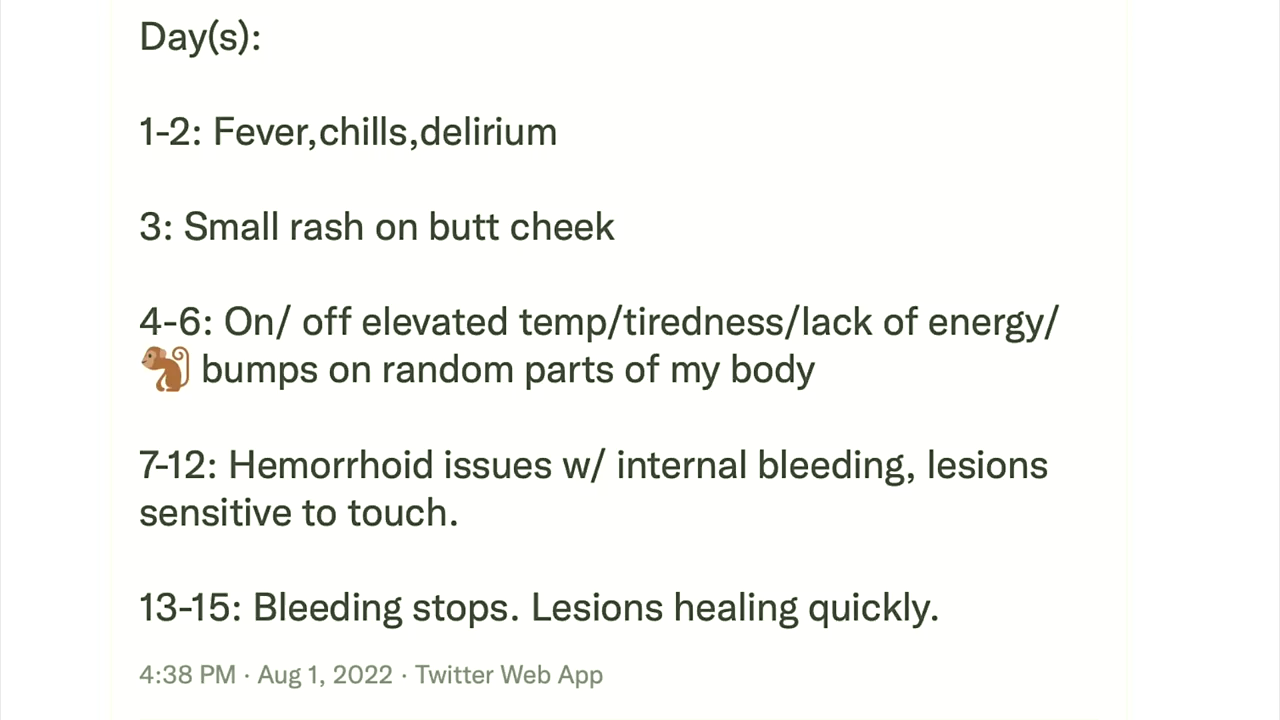 Day(s):
1-2: Fever,chills,delirium
3: Small rash on butt cheek
4-6: On/ off elevated temp/tiredness/lack of energy/
🐒 bumps on random parts of my body
7-12: Hemorrhoid issues w/ internal bleeding, lesions
sensitive to touch.
13-15: Bleeding stops. Lesions healing quickly.
4:38 PM · Aug 1, 2022 · Twitter Web App